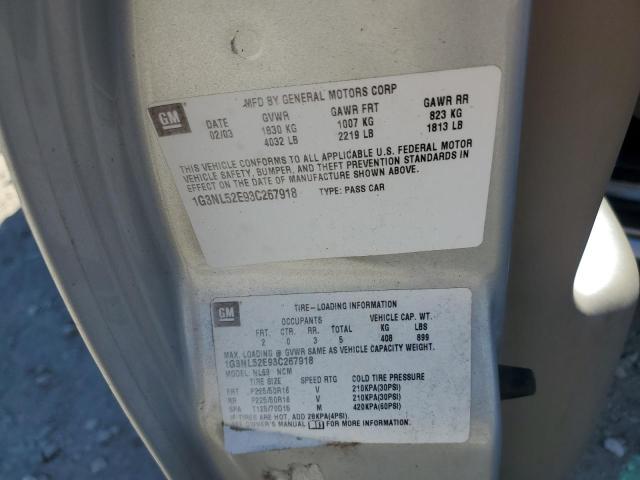 MFD BY GENERAL MOTORS CORP
GM DATE GVWR GAWR FRT GAWR RR
02/03 1830 KG 1007 KG 823 KG
4032 LB 2219 LB 1813 LB
THIS VEHICLE CONFORMS TO ALL APPLICABLE U.S. FEDERAL MOTOR
VEHICLE SAFETY, BUMPER, AND THEFT PREVENTION STANDARDS IN
EFFECT ON THE DATE OF MANUFACTURE SHOWN ABOVE.
1G3NL52E93C267918 TYPE: PASS CAR
GM TIRE-LOADING INFORMATION
OCCUPANTS VEHICLE CAP. WT.
FRT. CTR. RR. TOTAL KG LBS
2 0 3 5 408 899
MAX. LOADING @ GVWR SAME AS VEHICLE CAPACITY WEIGHT.
1G3NL52E93C267918
MODEL: NL69 NCM
TIRE SIZE SPEED RTG COLD TIRE PRESSURE
FRT P225/50R16 V 210KPA(30PSI)
RR P225/50R16 V 210KPA(30PSI)
SPA T125/70D15 M 420KPA(60PSI)
IF TIRES ARE HOT, ADD 28KPA(4PSI)
OWNER'S MANUAL FOR MORE INFORMATION.